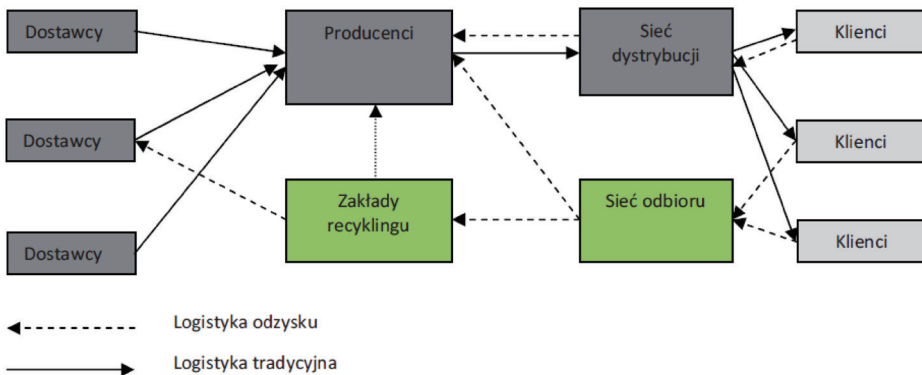 Dostawcy
Producenci
Sieć
dystrybucji
Klienci
Dostawcy
Klienci
Zakłady
recyklingu
Sieć odbioru
Dostawcy
Klienci
Logistyka odzysku
Logistyka tradycyjna